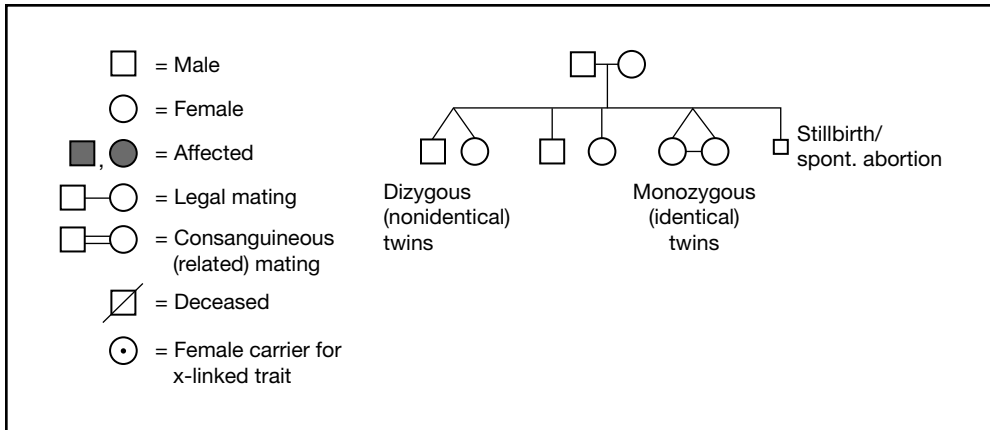 = Male
= Female
, = Affected
= Legal mating
= Consanguineous
(related) mating
= Deceased
= Female carrier for
x-linked trait
Dizygous
(nonidentical)
twins
Monozygous
(identical)
twins
Stillbirth/
spont. abortion